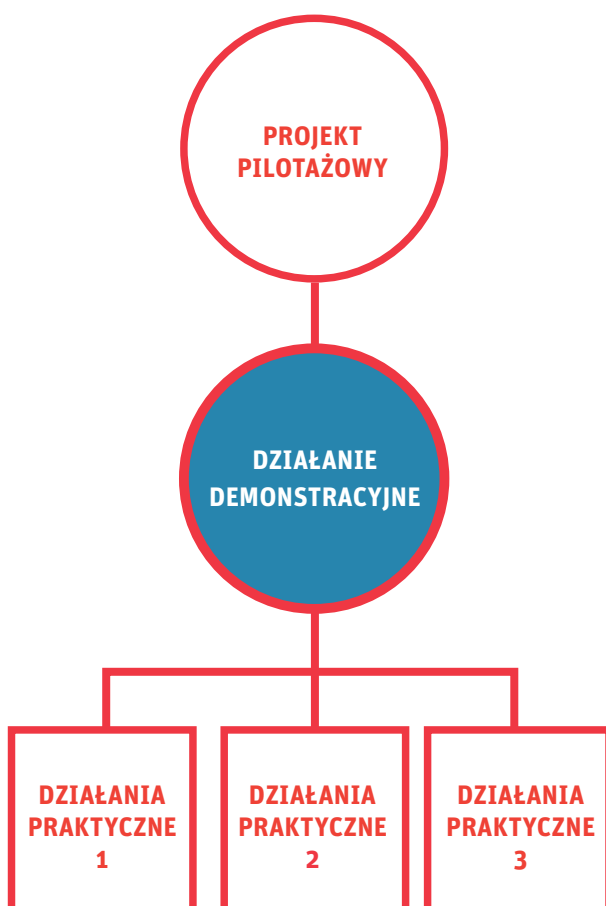 PROJEKT
PILOTAŻOWY
DZIAŁANIE
DEMONSTRACYJNE
DZIAŁANIA
PRAKTYCZNE
1
DZIAŁANIA
PRAKTYCZNE
2
DZIAŁANIA
PRAKTYCZNE
3